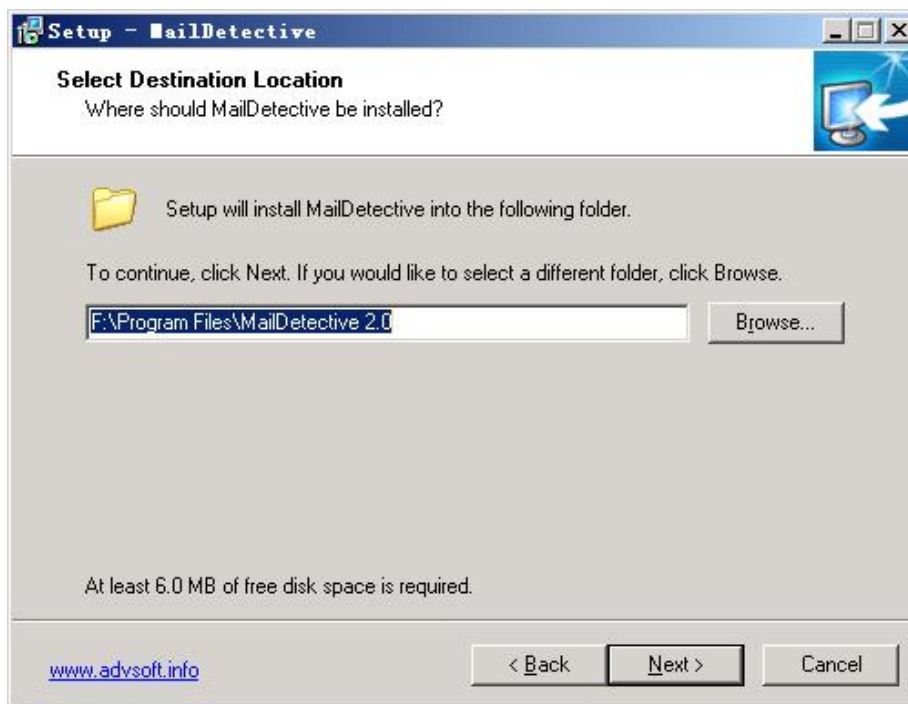 Setup - MailDetective
Select Destination Location
Where should MailDetective be installed?
Setup will install MailDetective into the following folder.
To continue, click Next. If you would like to select a different folder, click Browse.
F:\Program Files\MailDetective 2.0
Browse...
At least 6.0 MB of free disk space is required.
www.advsoft.info
< Back
Next >
Cancel